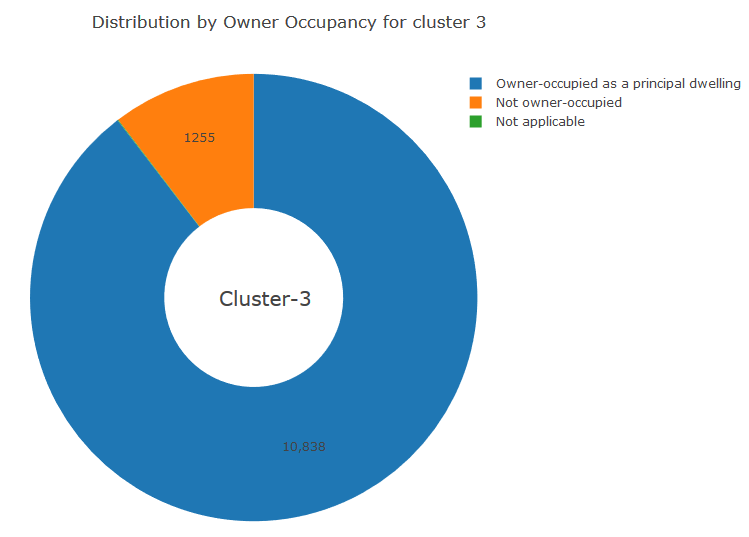 Distribution by Owner Occupancy for cluster 3
Owner-occupied as a principal dwelling
Not owner-occupied
Not applicable
1255
Cluster-3
10,838